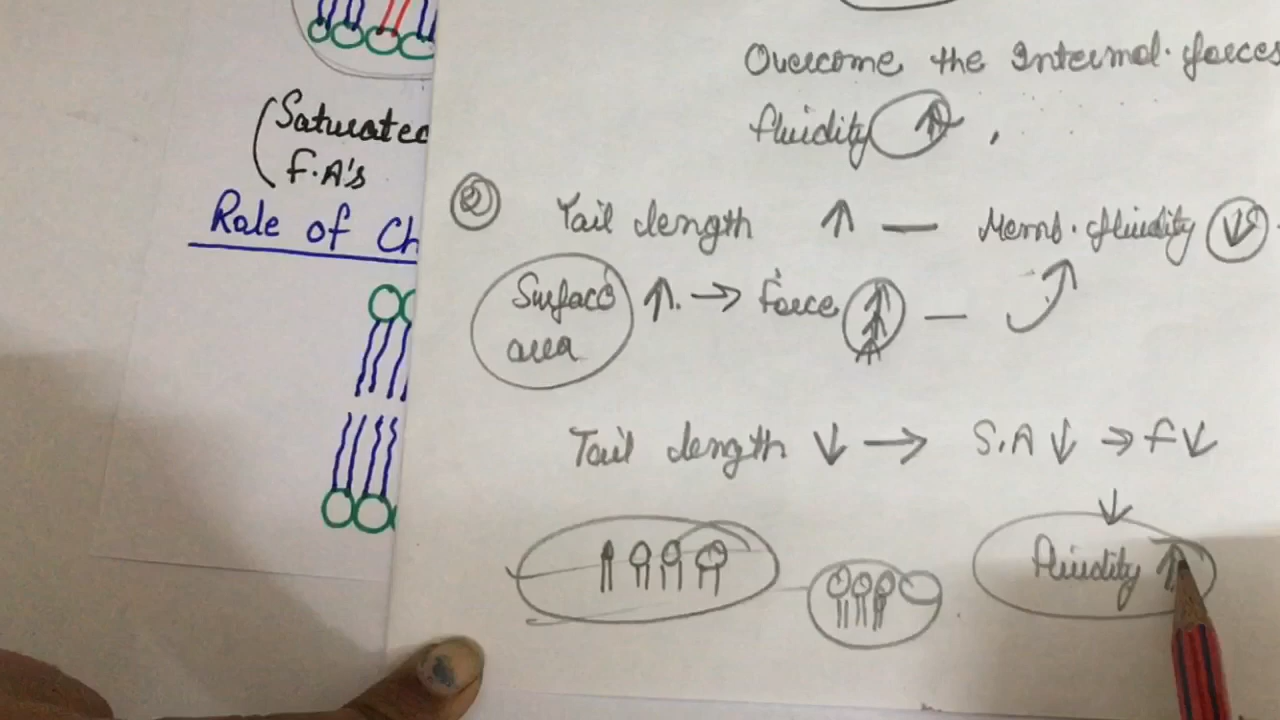 Overcome the Internal forces
fluidity ↑ .
② Tail length ↑ — Memb. fluidity ↓
Surface area ↑. → Force ↑ —
Tail length ↓ → S.A ↓ → F ↓
↓
fluidity ↑
(Saturated
F.A's
Role of Ch